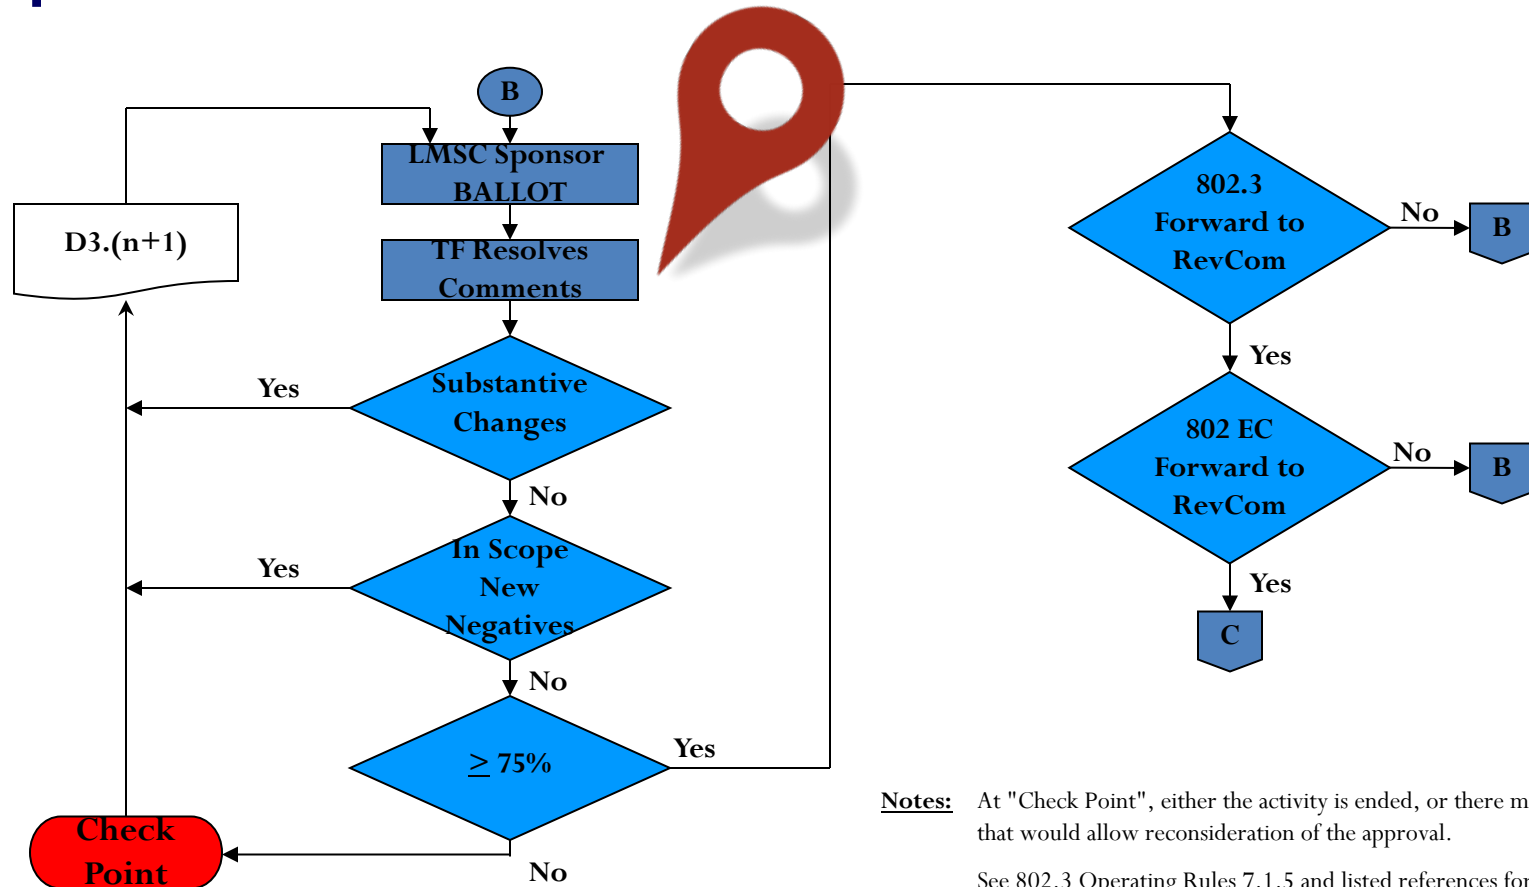 B
LMSC Sponsor
BALLOT
D3.(n+1)
TF Resolves
Comments
Yes
Substantive
Changes
No
Yes
In Scope
New
Negatives
No
≥ 75%
Yes
Check
Point
No
802.3
Forward to
RevCom
No
B
Yes
802 EC
Forward to
RevCom
No
B
Yes
C
Notes: At "Check Point", either the activity is ended, or there
that would allow reconsideration of the approval.
See 802.3 Operating Rules 7.1.5 and listed references for